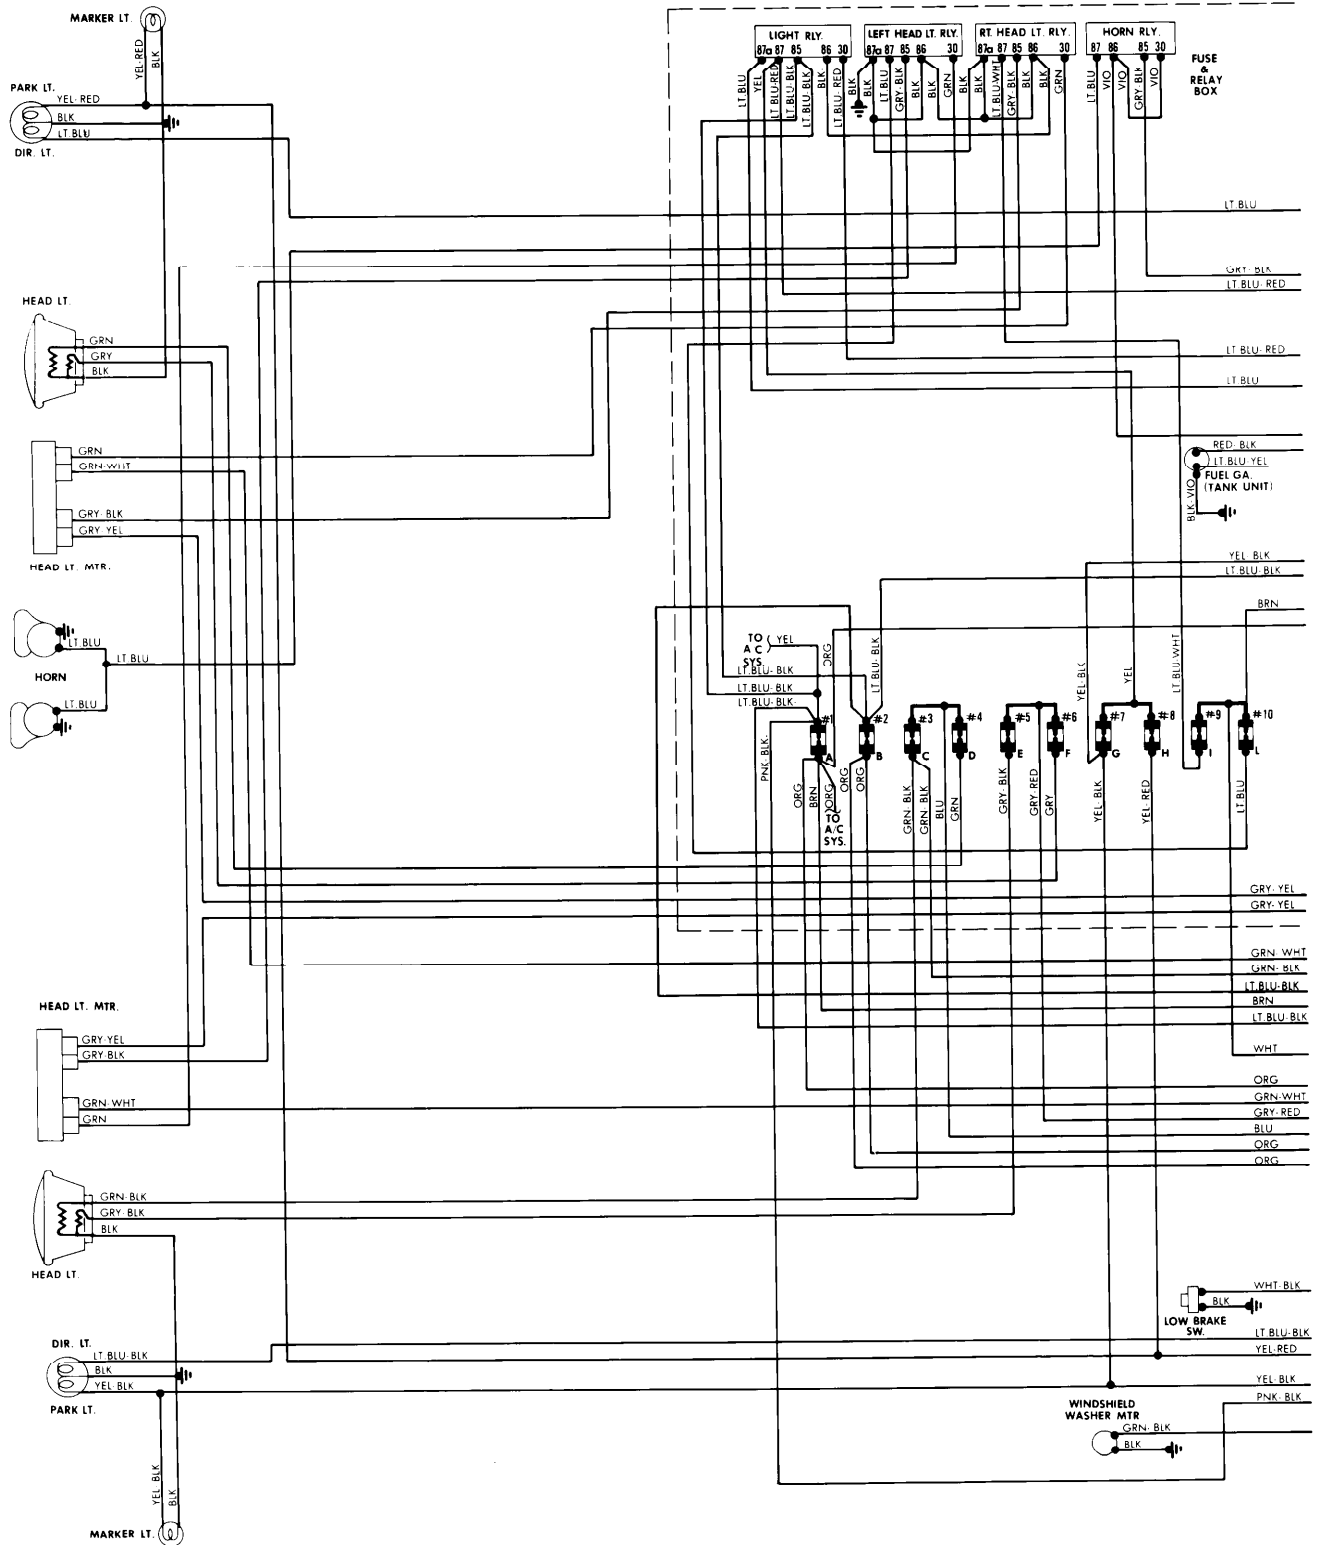 MARKER LT.
YEL-RED
BLK
PARK LT.
YEL-RED
BLK
LT.BLU
DIR. LT.
LIGHT RLY.
87a 87 85 86 30
LEFT HEAD LT. RLY.
87a 87 85 86 30
RT. HEAD LT. RLY.
87a 87 85 86 30
HORN RLY.
87 86 85 30
FUSE
&
RELAY
BOX
LT.BLU
YEL
LT.BLU-RED
LT.BLU-BLK
LT.BLU-BLK
BLK-
LT.BLU-RED
BLK
BLK
LT.BLU
GRY-BLK
BLK
BLK
GRN
BLK
BLK
LT.BLU-WHT
GRY-BLK
BLK
BLK
GRN
LT.BLU
VIO
VIO
GRY-BLK
VIO
LT.BLU
GRY-BLK
LT.BLU-RED
HEAD LT.
GRN
GRY
BLK
LT BLU-RED
LT.BLU
GRN
GRN-WHT
GRY-BLK
GRY-YEL
HEAD LT. MTR.
RED-BLK
LT.BLU-YEL
FUEL GA.
(TANK UNIT)
BLK-VIO
YEL-BLK
LT.BLU-BLK
BRN
LT.BLU
LT BLU
HORN
LT.BLU
TO
A C
SYS.
YEL
ORG
LT.BLU-BLK
LT.BLU-BLK
LT.BLU-BLK
LT.BLU-BLK
YEL-BLK
YEL
LT.BLU-WHT
#1
#2
#3
#4
#5
#6
#7
#8
#9
#10
A
B
C
D
E
F
G
H
I
L
PNK-BLK-
ORG
BRN
ORG
TO
A/C
SYS.
ORG
ORG
GRN-BLK
GRN-BLK
BLU
GRN
GRY-BLK
GRY-RED
GRY
YEL-BLK
YEL-RED
LT BLU
GRY-YEL
GRY-YEL
GRN-WHT
GRN-BLK
LT.BLU-BLK
BRN
LT.BLU-BLK
WHT
ORG
GRN-WHT
GRY-RED
BLU
ORG
ORG
HEAD LT. MTR.
GRY-YEL
GRY-BLK
GRN-WHT
GRN
GRN-BLK
GRY-BLK
BLK
HEAD LT.
WHT-BLK
BLK
LOW BRAKE
SW.
LT.BLU-BLK
YEL-RED
DIR. LT.
LT.BLU-BLK
BLK
YEL-BLK
PARK LT.
YEL-BLK
PNK-BLK
WINDSHIELD
WASHER MTR
GRN-BLK
BLK
YEL BLK
BLK
MARKER LT.